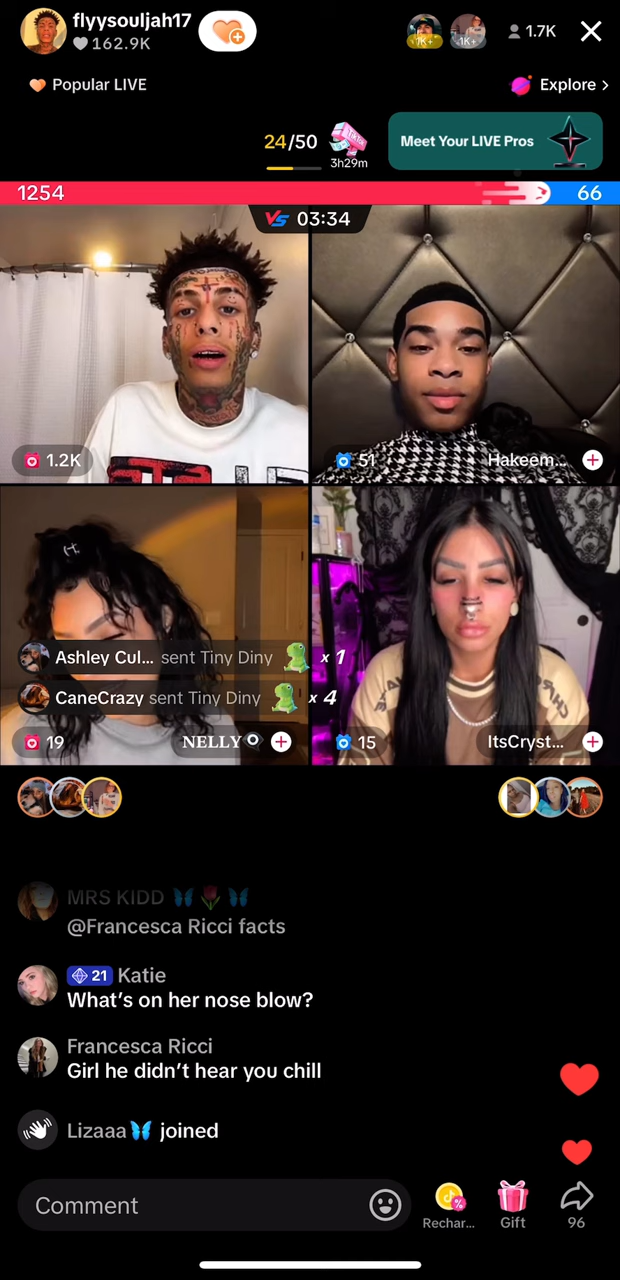 flyysouljah17
162.9K
1K+
1K+
1.7K
Popular LIVE
Explore >
24/50
3h29m
Meet Your LIVE Pros
1254
66
VS 03:34
1.2K
51
Hakeem...
Ashley Cul... sent Tiny Diny x 1
CaneCrazy sent Tiny Diny x 4
19
NELLY
15
ItsCryst...
MRS KIDD
@Francesca Ricci facts
21 Katie
What's on her nose blow?
Francesca Ricci
Girl he didn't hear you chill
Lizaaa joined
Comment
Rechar...
Gift
96